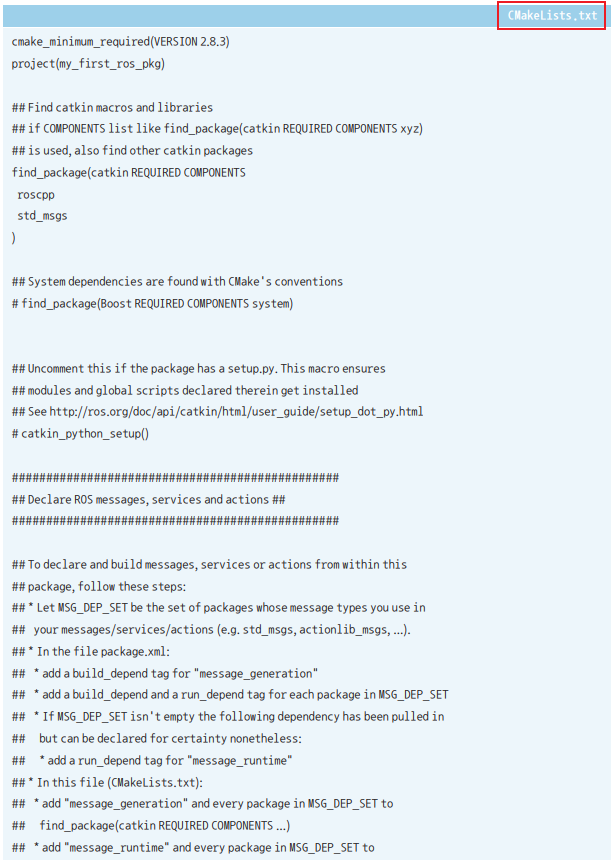 CMakeLists.txt
cmake_minimum_required(VERSION 2.8.3)
project(my_first_ros_pkg)
## Find catkin macros and libraries
## if COMPONENTS list like find_package(catkin REQUIRED COMPONENTS xyz)
## is used, also find other catkin packages
find_package(catkin REQUIRED COMPONENTS
  roscpp
  std_msgs
)
## System dependencies are found with CMake's conventions
# find_package(Boost REQUIRED COMPONENTS system)
## Uncomment this if the package has a setup.py. This macro ensures
## modules and global scripts declared therein get installed
## See http://ros.org/doc/api/catkin/html/user_guide/setup_dot_py.html
# catkin_python_setup()
################################################
## Declare ROS messages, services and actions ##
################################################
## To declare and build messages, services or actions from within this
## package, follow these steps:
## * Let MSG_DEP_SET be the set of packages whose message types you use in
##   your messages/services/actions (e.g. std_msgs, actionlib_msgs, ...).
## * In the file package.xml:
##   * add a build_depend tag for "message_generation"
##   * add a build_depend and a run_depend tag for each package in MSG_DEP_SET
##   * If MSG_DEP_SET isn't empty the following dependency has been pulled in
##     but can be declared for certainty nonetheless:
##     * add a run_depend tag for "message_runtime"
## * In this file (CMakeLists.txt):
##   * add "message_generation" and every package in MSG_DEP_SET to
##     find_package(catkin REQUIRED COMPONENTS ...)
##   * add "message_runtime" and every package in MSG_DEP_SET to